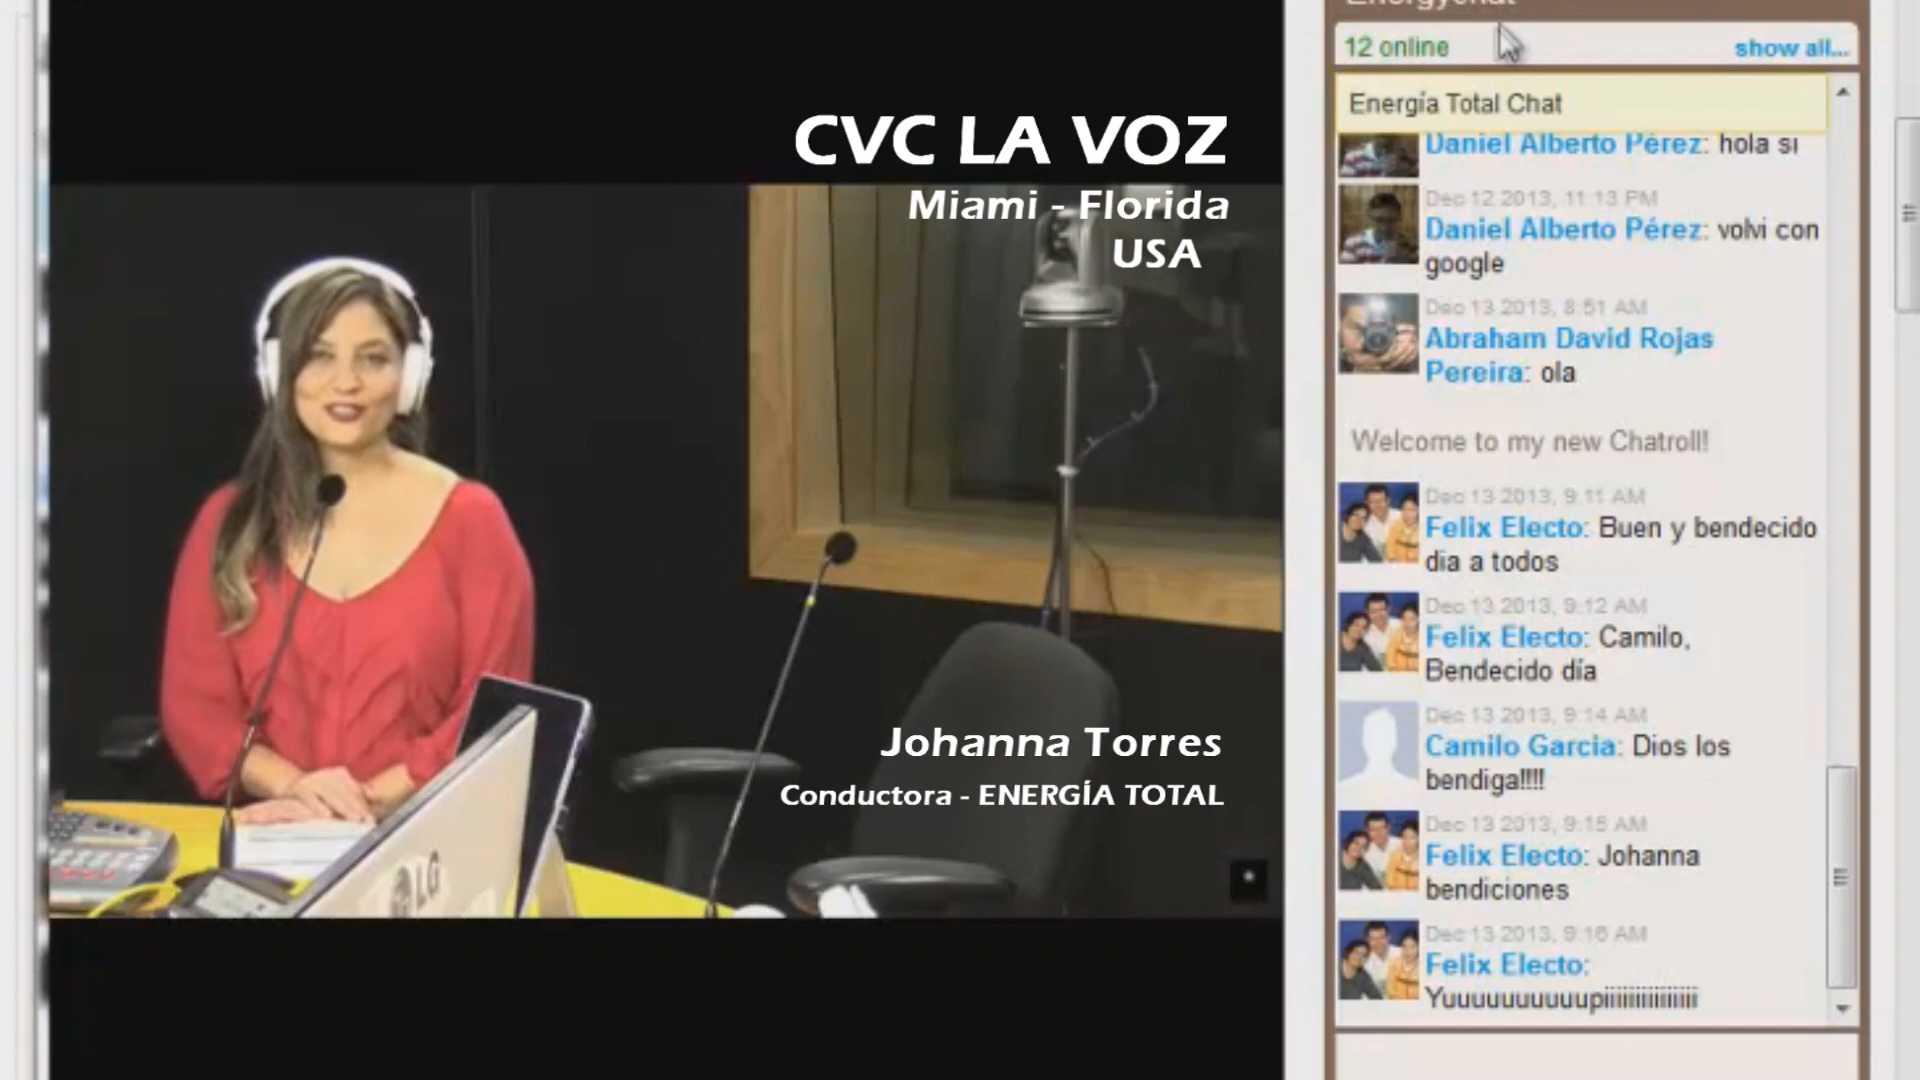 CVC LA VOZ
Miami - Florida
USA
Johanna Torres
Conductora - ENERGÍA TOTAL
LG
Energychat
12 online
show all...
Energía Total Chat
Daniel Alberto Pérez: hola si
Dec 12 2013, 11:13 PM
Daniel Alberto Pérez: volvi con
google
Dec 13 2013, 8:51 AM
Abraham David Rojas
Pereira: ola
Welcome to my new Chatroll!
Dec 13 2013, 9:11 AM
Felix Electo: Buen y bendecido
dia a todos
Dec 13 2013, 9:12 AM
Felix Electo: Camilo,
Bendecido día
Dec 13 2013, 9:14 AM
Camilo Garcia: Dios los
bendiga!!!!
Dec 13 2013, 9:15 AM
Felix Electo: Johanna
bendiciones
Dec 13 2013, 9:16 AM
Felix Electo:
Yuuuuuuuuuupiiiiiiiiiiiiiii